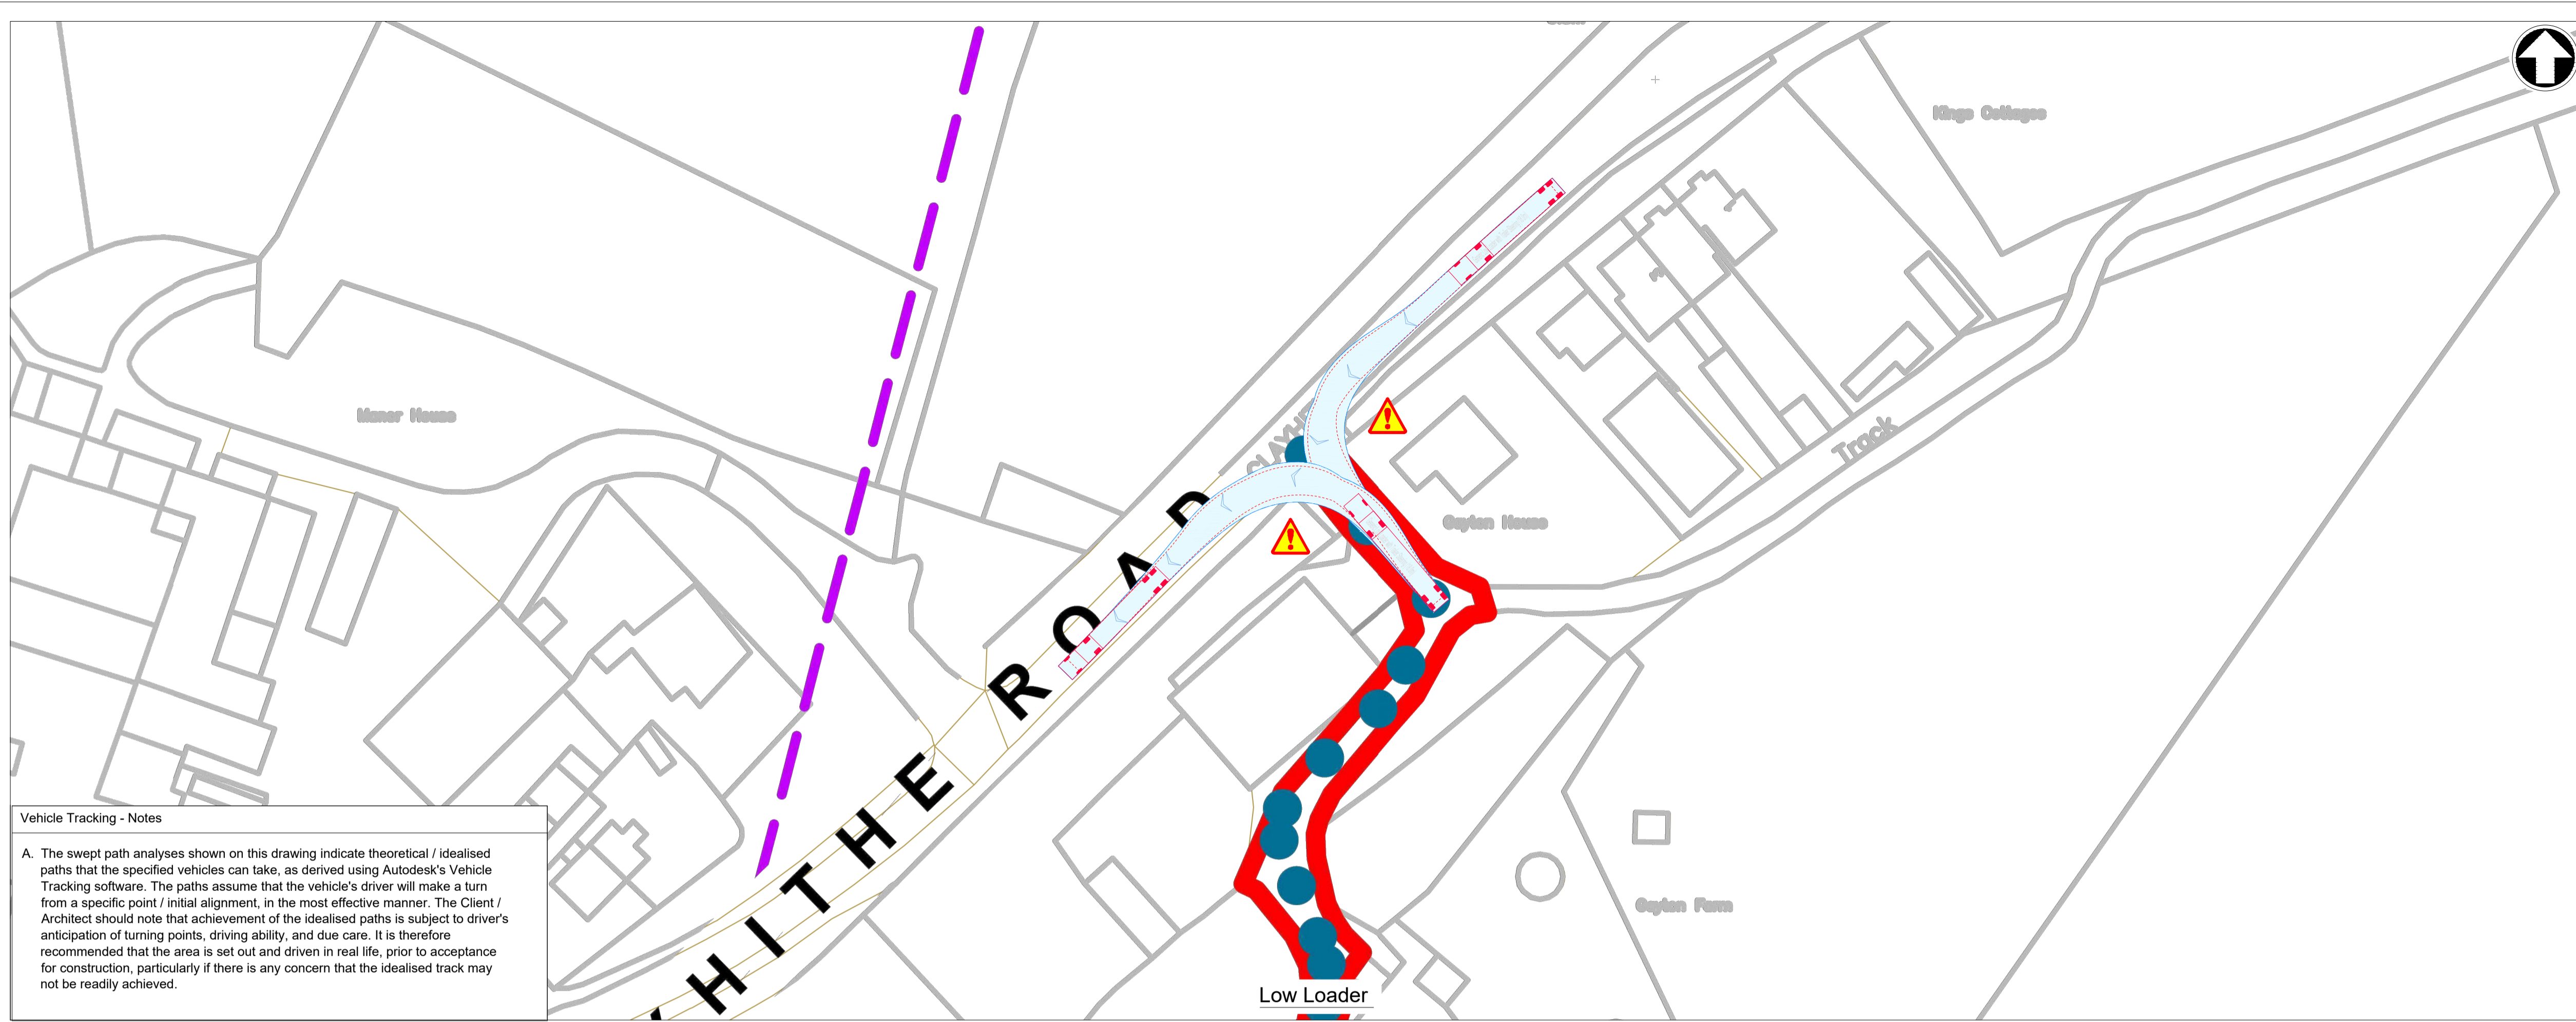 Kings Cottages
Manor House
Track
Gayton House
ROAD
HITHE
Gayton Farm
Low Loader
Vehicle Tracking - Notes
A. The swept path analyses shown on this drawing indicate theoretical / idealised
paths that the specified vehicles can take, as derived using Autodesk's Vehicle
Tracking software. The paths assume that the vehicle's driver will make a turn
from a specific point / initial alignment, in the most effective manner. The Client /
Architect should note that achievement of the idealised paths is subject to driver's
anticipation of turning points, driving ability, and due care. It is therefore
recommended that the area is set out and driven in real life, prior to acceptance
for construction, particularly if there is any concern that the idealised track may
not be readily achieved.